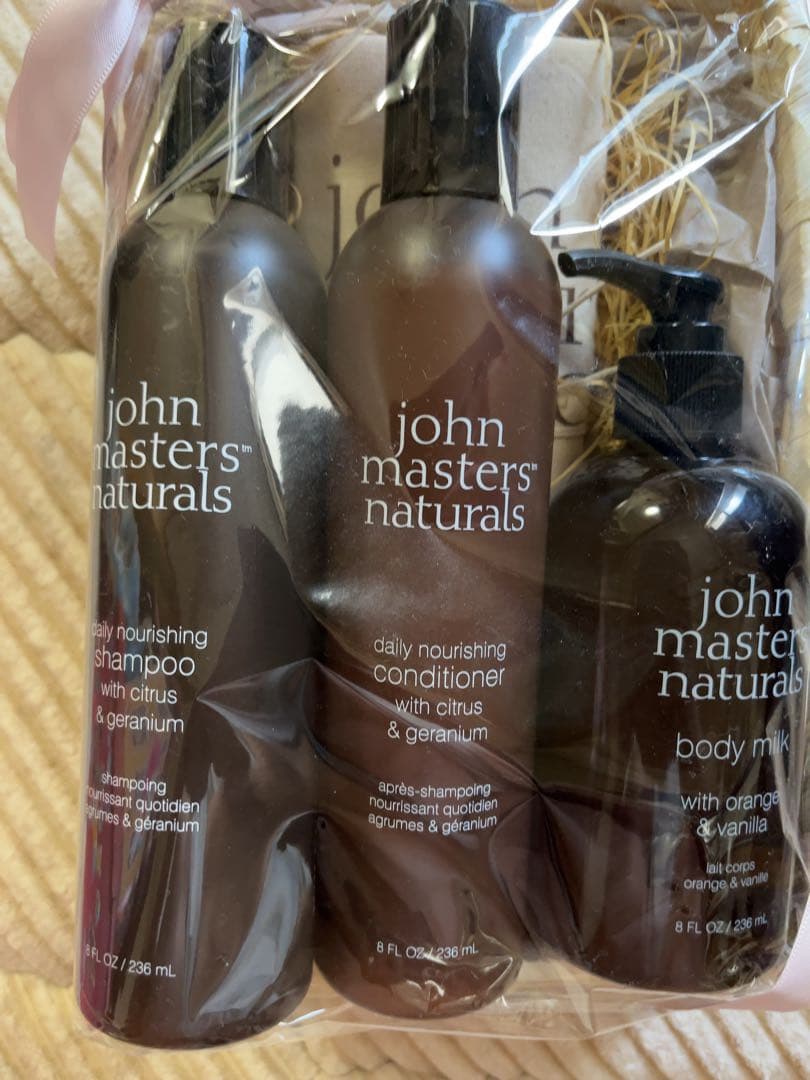 john
masters™
naturals
daily nourishing
shampoo
with citrus
& geranium
shampoing
nourrissant quotidien
agrumes & géranium
8 FL OZ / 236 mL
john
masters™
naturals
daily nourishing
conditioner
with citrus
& geranium
après-shampoing
nourrissant quotidien
agrumes & géranium
8 FL OZ / 236 mL
john
masters
naturals
body milk
with orange
& vanilla
lait corps
orange & vanille
8 FL OZ / 236 mL
john